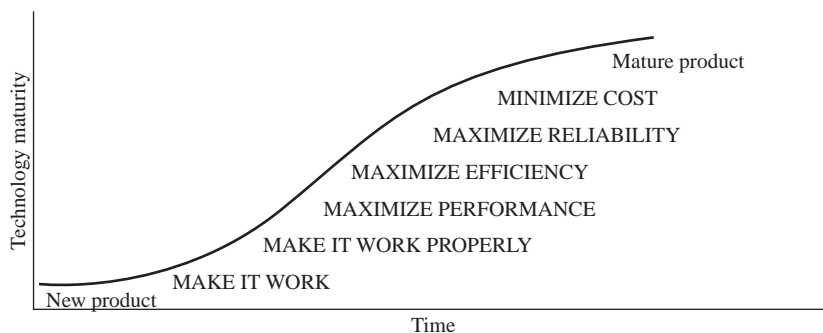 Technology maturity
Mature product
MINIMIZE COST
MAXIMIZE RELIABILITY
MAXIMIZE EFFICIENCY
MAXIMIZE PERFORMANCE
MAKE IT WORK PROPERLY
MAKE IT WORK
New product
Time